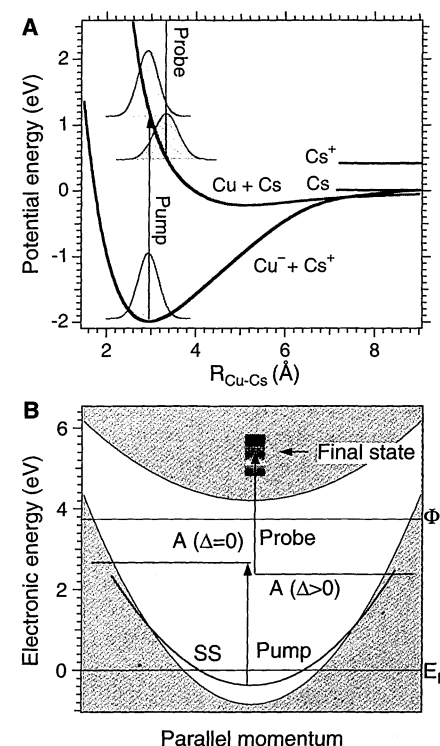 A
Probe
2
1
0
-1
-2
Potential energy (eV)
Cs+
Cs
Cu + Cs
Pump
Cu− + Cs+
2 4 6 8
RCu-Cs (Å)
B
6
4
2
0
Electronic energy (eV)
Final state
Φ
A (Δ=0)
Probe
A (Δ>0)
SS
Pump
Parallel momentum